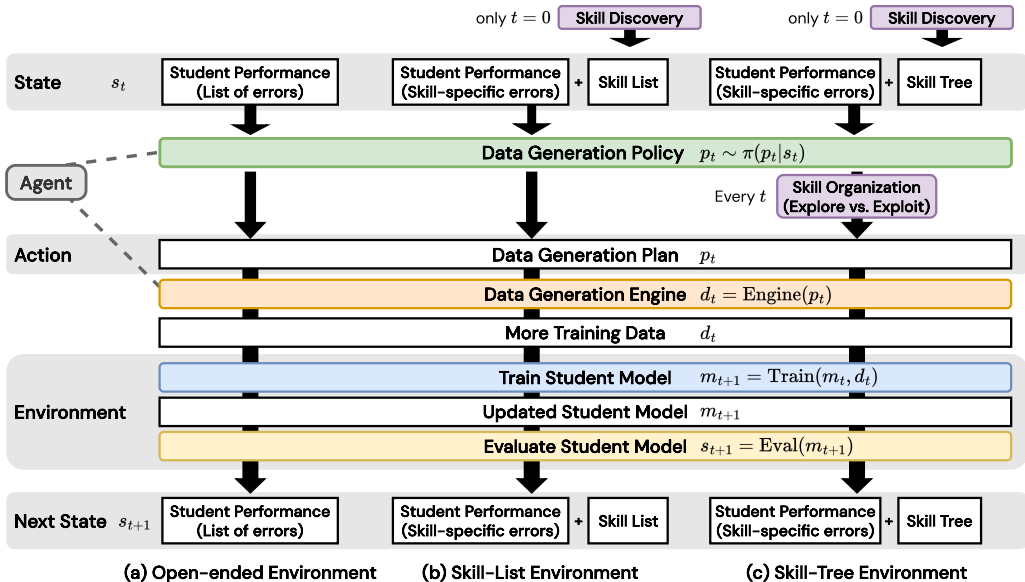 only t = 0 Skill Discovery only t = 0 Skill Discovery
State s_t Student Performance (List of errors) Student Performance (Skill-specific errors) + Skill List Student Performance (Skill-specific errors) + Skill Tree
Data Generation Policy p_t ∼ π(p_t|s_t)
Agent
Every t Skill Organization (Explore vs. Exploit)
Action Data Generation Plan p_t
Data Generation Engine d_t = Engine(p_t)
More Training Data d_t
Environment
Train Student Model m_{t+1} = Train(m_t, d_t)
Updated Student Model m_{t+1}
Evaluate Student Model s_{t+1} = Eval(m_{t+1})
Next State s_{t+1} Student Performance (List of errors) Student Performance (Skill-specific errors) + Skill List Student Performance (Skill-specific errors) + Skill Tree
(a) Open-ended Environment (b) Skill-List Environment (c) Skill-Tree Environment